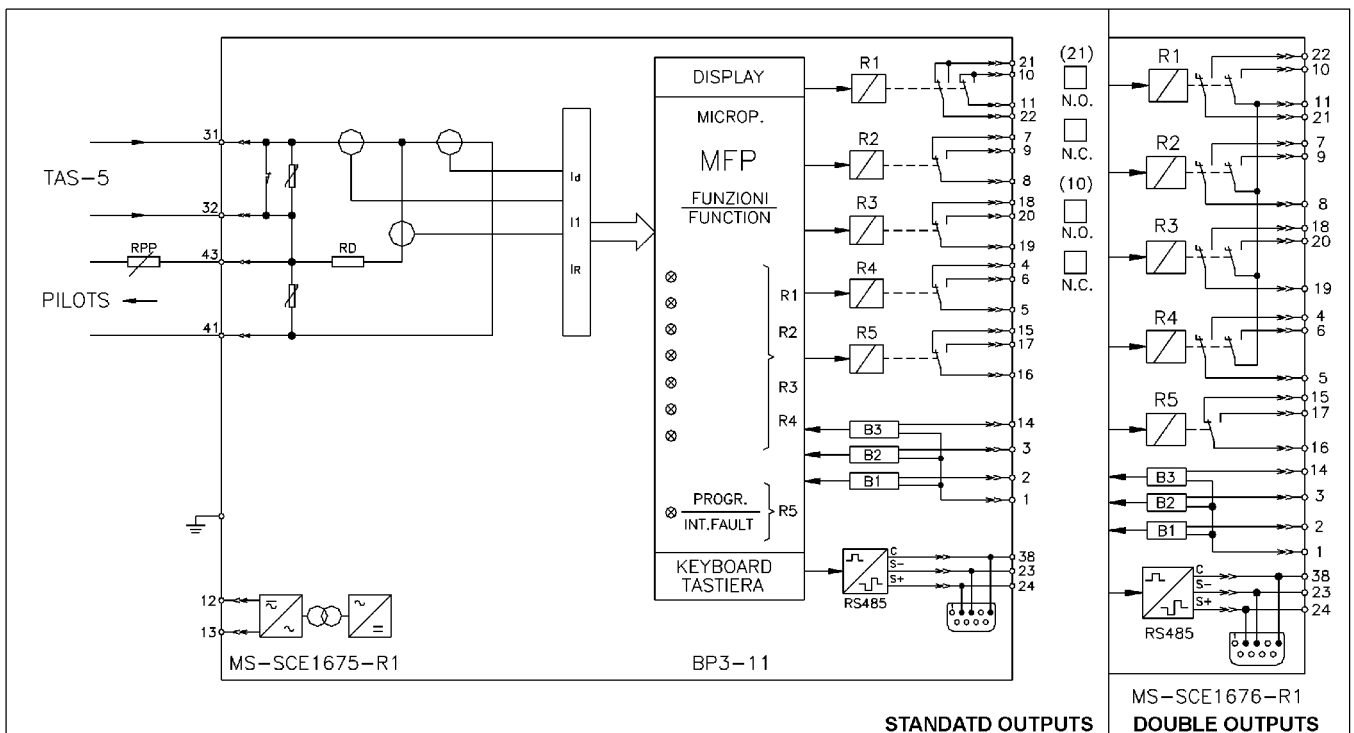 31
TAS-5
32
RPP
43
RD
PILOTS
41
12
13
MS-SCE1675-R1
BP3-11
Id
I1
IR
DISPLAY
MICROP.
MFP
FUNZIONI
FUNCTION
R1
R2
R3
R4
PROGR.
INT.FAULT
R5
KEYBOARD
TASTIERA
R1
21
10
11
22
R2
7
9
8
R3
18
20
19
R4
4
6
5
R5
15
17
16
B3
14
B2
3
B1
2
1
C
38
S-
23
S+
24
RS485
(21)
N.O.
N.C.
(10)
N.O.
N.C.
STANDATD OUTPUTS
R1
22
10
11
21
R2
7
9
8
R3
18
20
19
R4
4
6
5
R5
15
17
16
B3
14
B2
3
B1
2
1
C
38
S-
23
S+
24
RS485
1
MS-SCE1676-R1
DOUBLE OUTPUTS